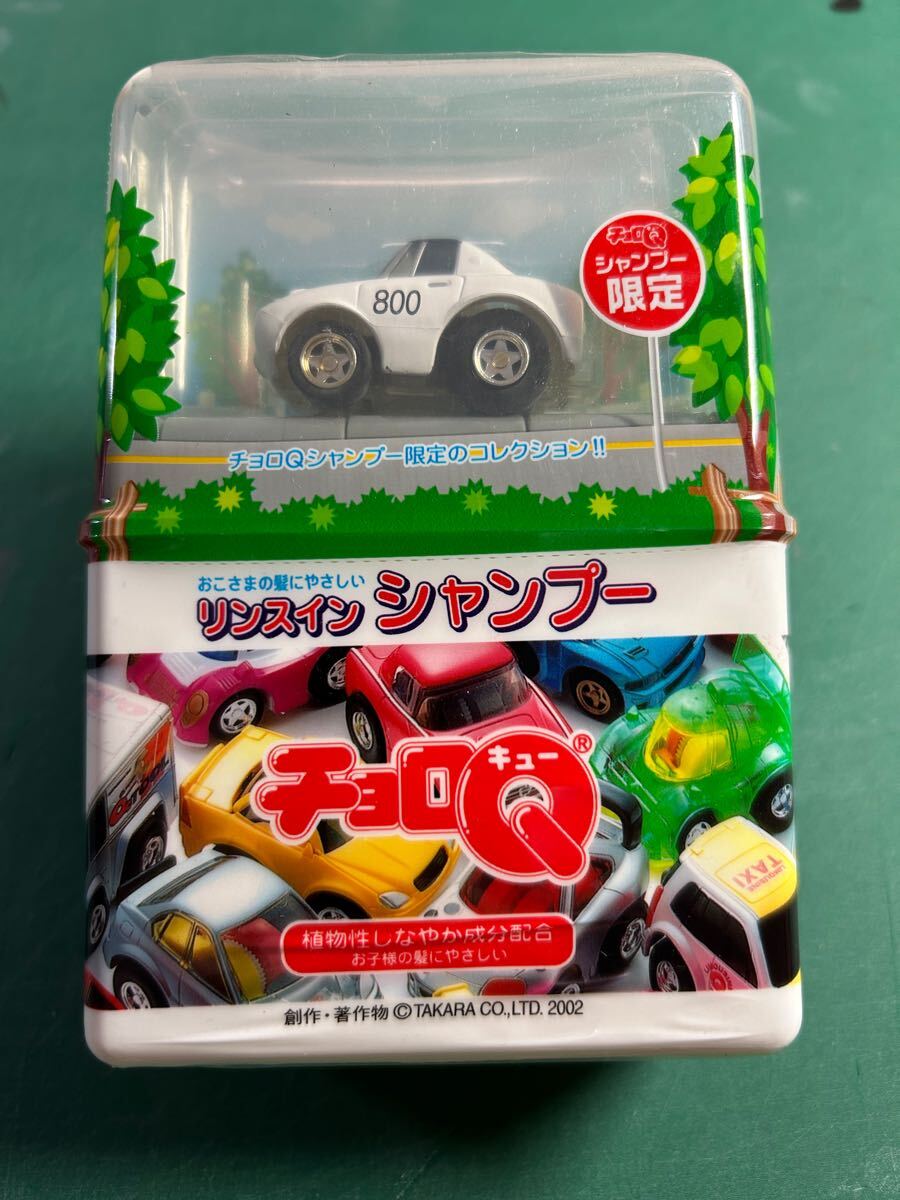 チョロQ
シャンプー
限定
800
チョロQシャンプー限定のコレクション!!
おこさまの髪にやさしい
リンスイン シャンプー
チョロQ®
キュー
TAXI
植物性しなやか成分配合
お子様の髪にやさしい
創作・著作物 ©TAKARA CO.,LTD. 2002